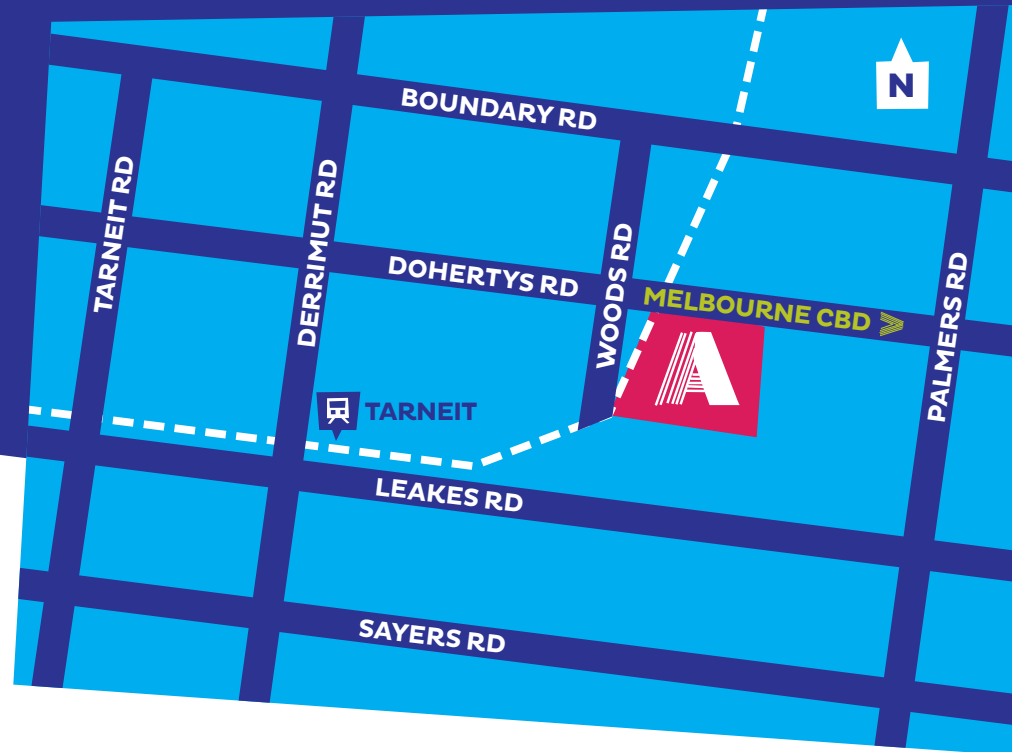 N
BOUNDARY RD
TARNEIT RD
DERRIMUT RD
WOODS RD
DOHERTYS RD
MELBOURNE CBD
PALMERS RD
A
TARNEIT
LEAKES RD
SAYERS RD